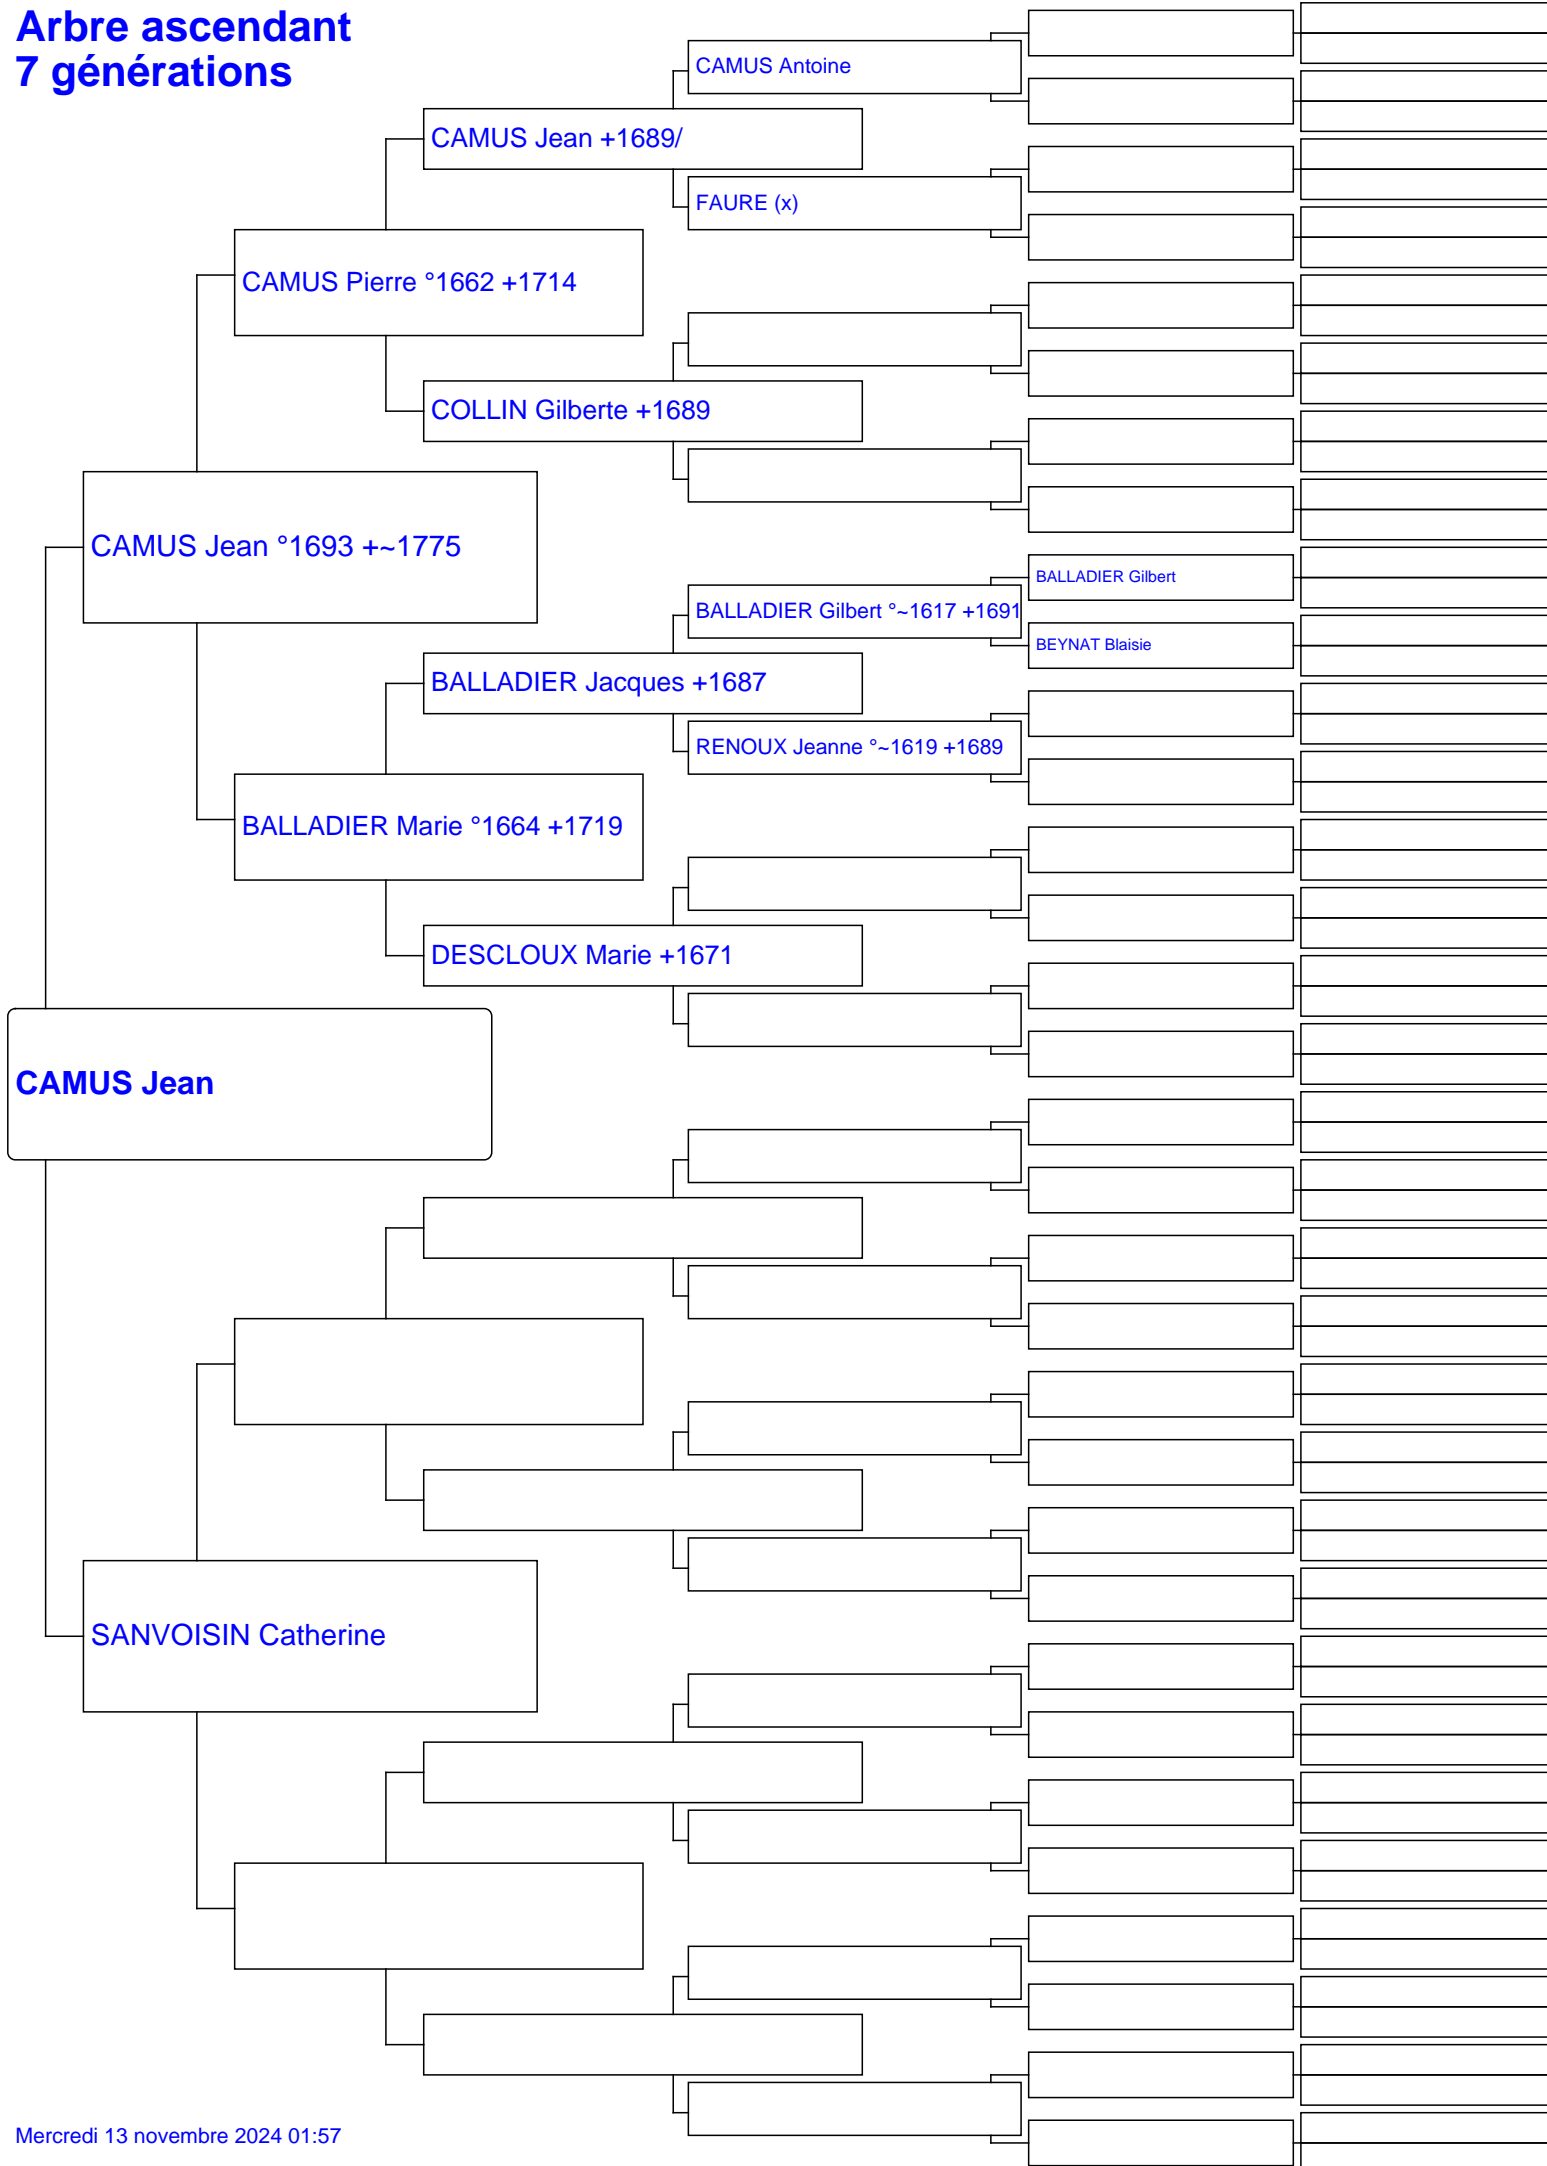 Arbre ascendant
7 générations
CAMUS Antoine
CAMUS Jean +1689/
FAURE (x)
CAMUS Pierre °1662 +1714
COLLIN Gilberte +1689
CAMUS Jean °1693 +~1775
BALLADIER Gilbert
BALLADIER Gilbert °~1617 +1691
BEYNAT Blaisie
BALLADIER Jacques +1687
RENOUX Jeanne °~1619 +1689
BALLADIER Marie °1664 +1719
DESCLOUX Marie +1671
CAMUS Jean
SANVOISIN Catherine
Mercredi 13 novembre 2024 01:57